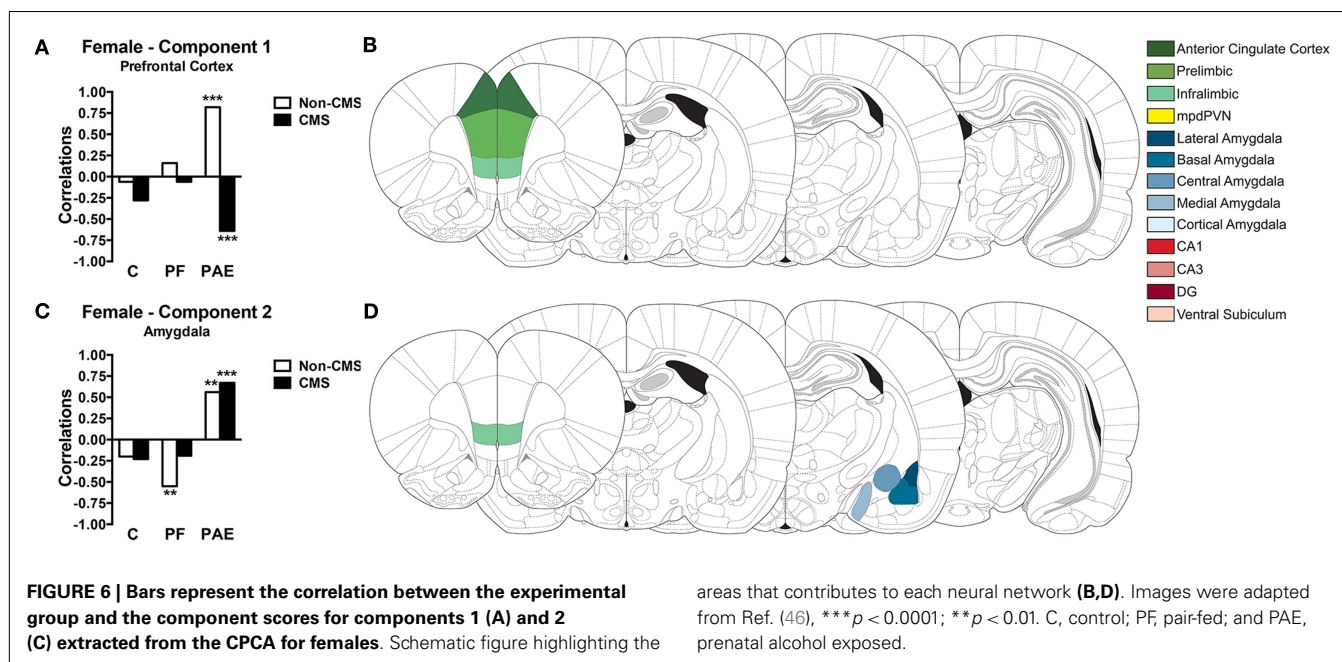 A
Female - Component 1
Prefrontal Cortex
Correlations
1.00
0.75
0.50
0.25
0.00
-0.25
-0.50
-0.75
-1.00
***
***
C PF PAE
Non-CMS
CMS
B
Anterior Cingulate Cortex
Prelimbic
Infralimbic
mpdPVN
Lateral Amygdala
Basal Amygdala
Central Amygdala
Medial Amygdala
Cortical Amygdala
CA1
CA3
DG
Ventral Subiculum
C
Female - Component 2
Amygdala
Correlations
1.00
0.75
0.50
0.25
0.00
-0.25
-0.50
-0.75
-1.00
** ***
**
C PF PAE
Non-CMS
CMS
D
FIGURE 6 | Bars represent the correlation between the experimental
group and the component scores for components 1 (A) and 2
(C) extracted from the CPCA for females. Schematic figure highlighting the
areas that contributes to each neural network (B,D). Images were adapted
from Ref. (46), ***p < 0.0001; **p < 0.01. C, control; PF, pair-fed; and PAE,
prenatal alcohol exposed.